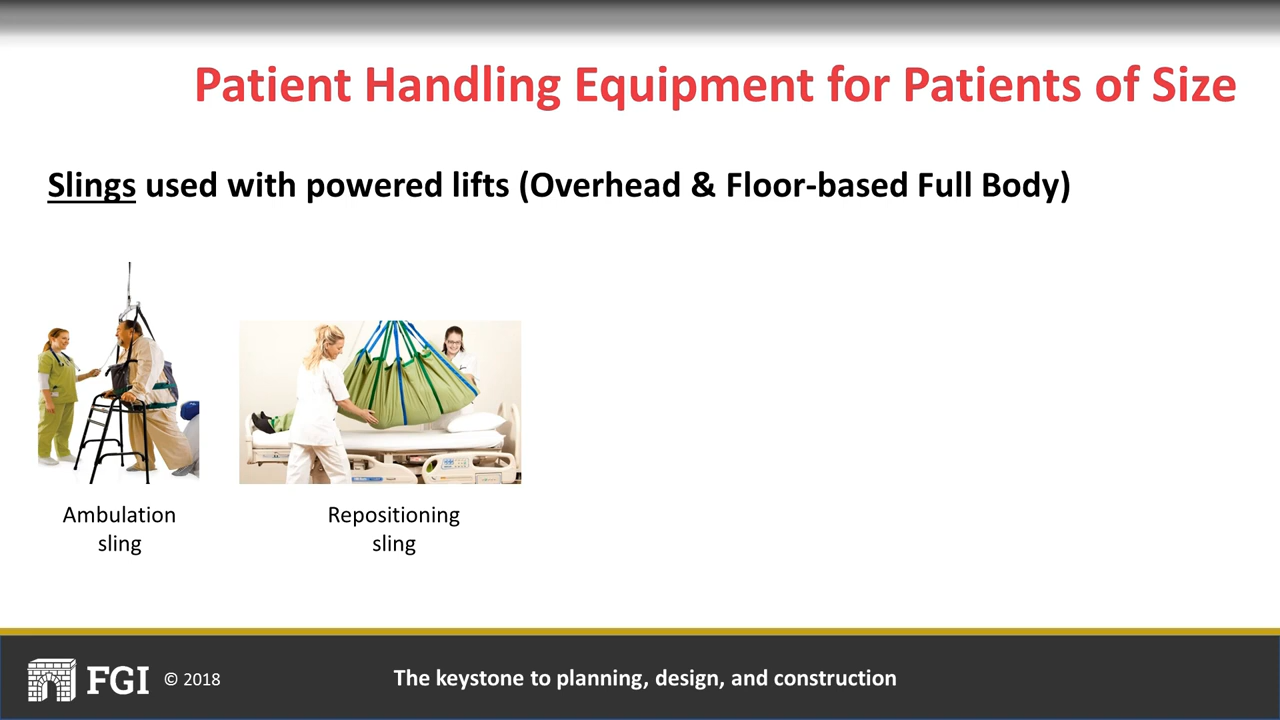 Patient Handling Equipment for Patients of Size
Slings used with powered lifts (Overhead & Floor-based Full Body)
Ambulation
sling
Repositioning
sling
FGI © 2018
The keystone to planning, design, and construction